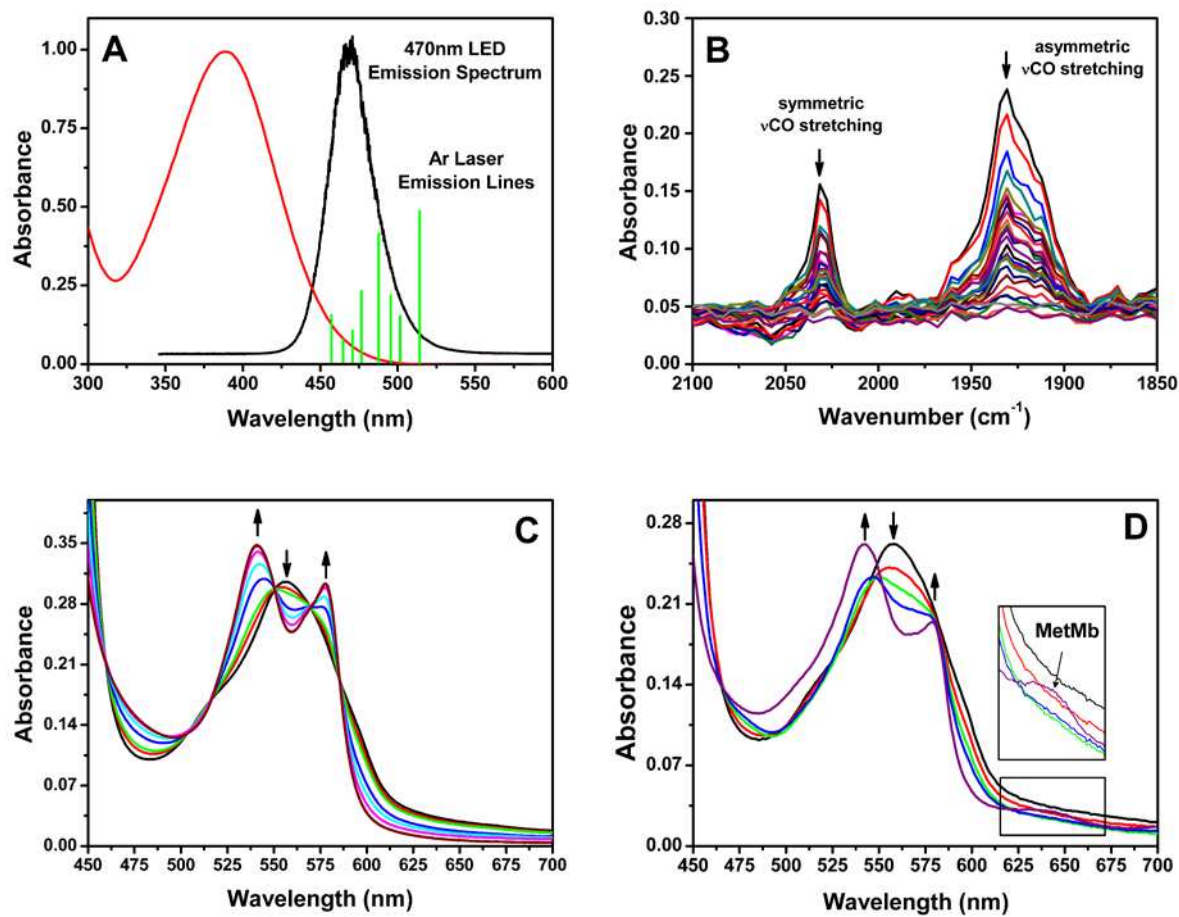 A
470nm LED
Emission Spectrum
Ar Laser
Emission Lines
Absorbance
1.00
0.75
0.50
0.25
0.00
300 350 400 450 500 550 600
Wavelength (nm)
B
asymmetric
νCO stretching
symmetric
νCO stretching
Absorbance
0.30
0.25
0.20
0.15
0.10
0.05
0.00
2100 2050 2000 1950 1900 1850
Wavenumber (cm⁻¹)
C
Absorbance
0.35
0.28
0.21
0.14
0.07
0.00
450 475 500 525 550 575 600 625 650 675 700
Wavelength (nm)
D
MetMb
Absorbance
0.28
0.21
0.14
0.07
0.00
450 475 500 525 550 575 600 625 650 675 700
Wavelength (nm)